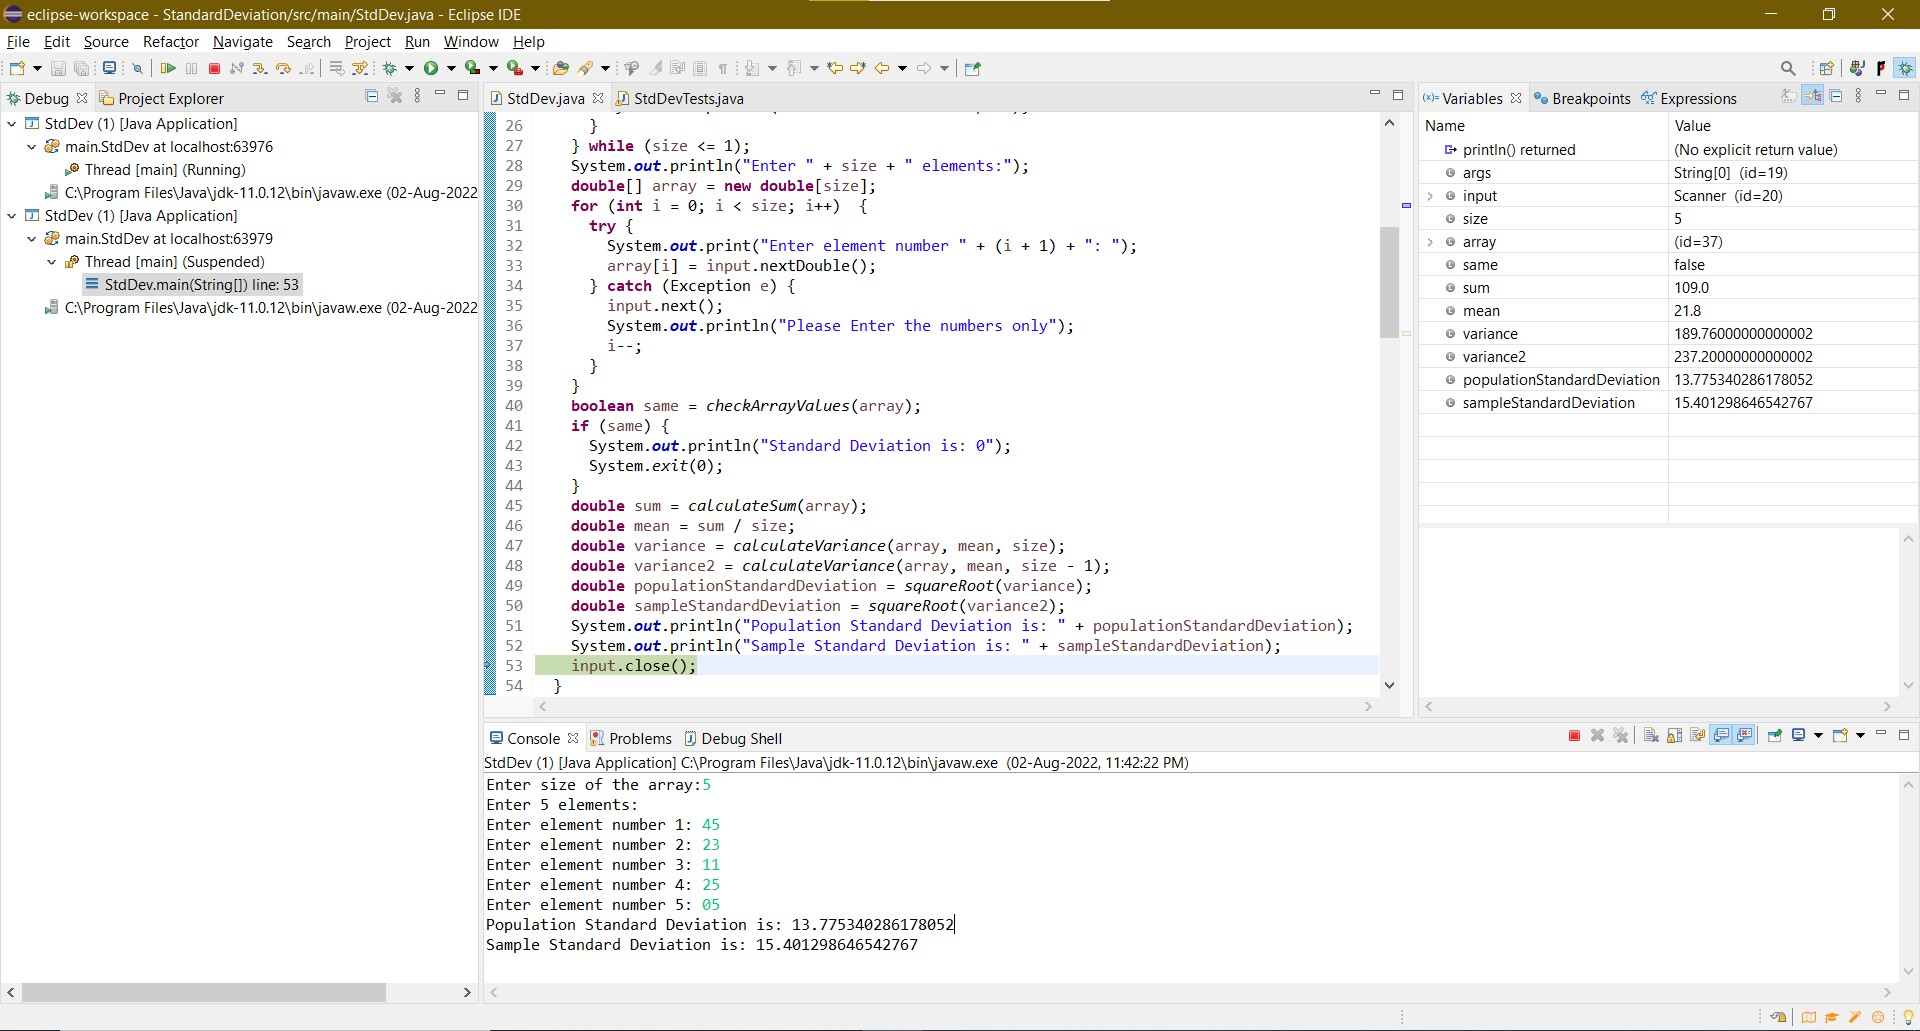 eclipse-workspace - StandardDeviation/src/main/StdDev.java - Eclipse IDE
File Edit Source Refactor Navigate Search Project Run Window Help
Debug Project Explorer
StdDev (1) [Java Application]
main.StdDev at localhost:63976
Thread [main] (Running)
C:\Program Files\Java\jdk-11.0.12\bin\javaw.exe (02-Aug-2022
StdDev (1) [Java Application]
main.StdDev at localhost:63979
Thread [main] (Suspended)
StdDev.main(String[]) line: 53
C:\Program Files\Java\jdk-11.0.12\bin\javaw.exe (02-Aug-2022
StdDev.java StdDevTests.java
26 }
27 } while (size <= 1);
28 System.out.println("Enter " + size + " elements:");
29 double[] array = new double[size];
30 for (int i = 0; i < size; i++)  {
31 try {
32 System.out.print("Enter element number " + (i + 1) + ": ");
33 array[i] = input.nextDouble();
34 } catch (Exception e) {
35 input.next();
36 System.out.println("Please Enter the numbers only");
37 i--;
38 }
39 }
40 boolean same = checkArrayValues(array);
41 if (same) {
42 System.out.println("Standard Deviation is: 0");
43 System.exit(0);
44 }
45 double sum = calculateSum(array);
46 double mean = sum / size;
47 double variance = calculateVariance(array, mean, size);
48 double variance2 = calculateVariance(array, mean, size - 1);
49 double populationStandardDeviation = squareRoot(variance);
50 double sampleStandardDeviation = squareRoot(variance2);
51 System.out.println("Population Standard Deviation is: " + populationStandardDeviation);
52 System.out.println("Sample Standard Deviation is: " + sampleStandardDeviation);
53 input.close();
54 }
Variables Breakpoints Expressions
Name Value
println() returned (No explicit return value)
args String[0] (id=19)
input Scanner (id=20)
size 5
array (id=37)
same false
sum 109.0
mean 21.8
variance 189.76000000000002
variance2 237.20000000000002
populationStandardDeviation 13.775340286178052
sampleStandardDeviation 15.401298646542767
Console Problems Debug Shell
StdDev (1) [Java Application] C:\Program Files\Java\jdk-11.0.12\bin\javaw.exe (02-Aug-2022, 11:42:22 PM)
Enter size of the array:5
Enter 5 elements:
Enter element number 1: 45
Enter element number 2: 23
Enter element number 3: 11
Enter element number 4: 25
Enter element number 5: 05
Population Standard Deviation is: 13.775340286178052
Sample Standard Deviation is: 15.401298646542767